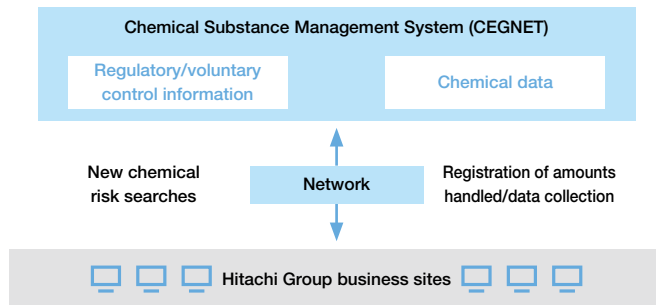 Chemical Substance Management System (CEGNET)
Regulatory/voluntary
control information
Chemical data
New chemical
risk searches
Network
Registration of amounts
handled/data collection
Hitachi Group business sites